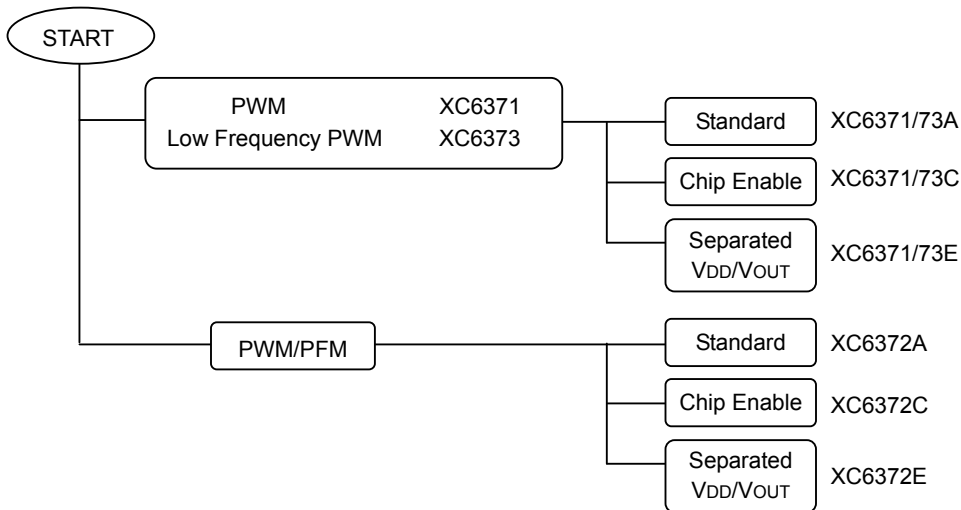 START
PWM XC6371
Low Frequency PWM XC6373
Standard XC6371/73A
Chip Enable XC6371/73C
Separated
VDD/VOUT
XC6371/73E
PWM/PFM
Standard XC6372A
Chip Enable XC6372C
Separated
VDD/VOUT
XC6372E